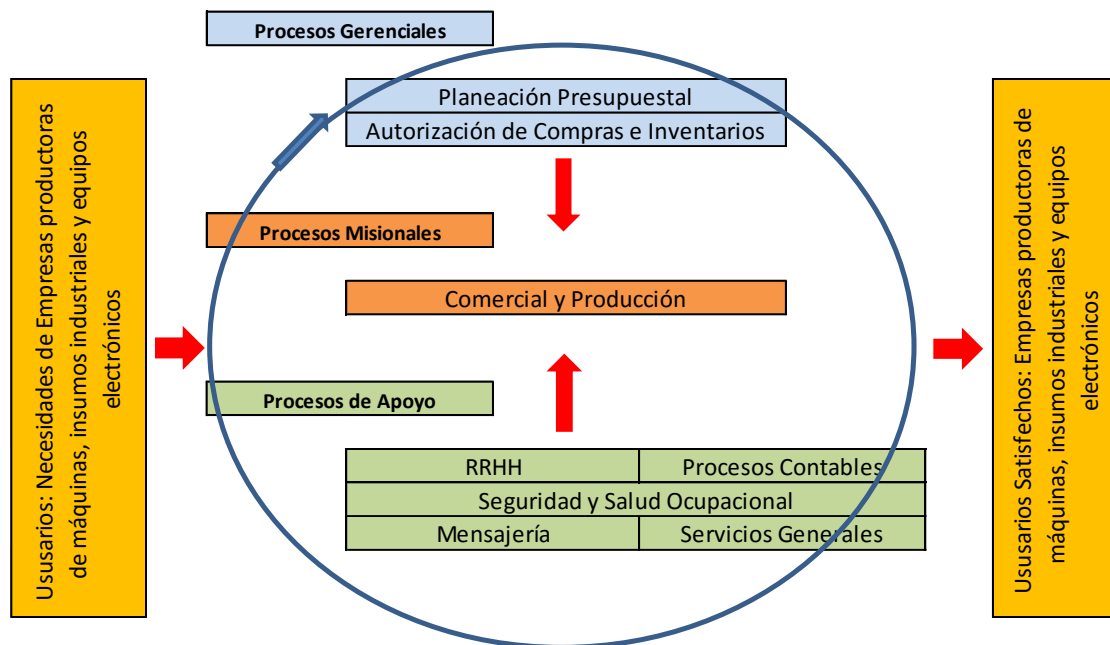 Procesos Gerenciales
Ususarios: Necesidades de Empresas productoras
de máquinas, insumos industriales y equipos
electrónicos
Planeación Presupuestal
Autorización de Compras e Inventarios
Procesos Misionales
Comercial y Producción
Procesos de Apoyo
RRHH
Procesos Contables
Seguridad y Salud Ocupacional
Mensajería
Servicios Generales
Ususarios Satisfechos: Empresas productoras de
máquinas, insumos industriales y equipos
electrónicos